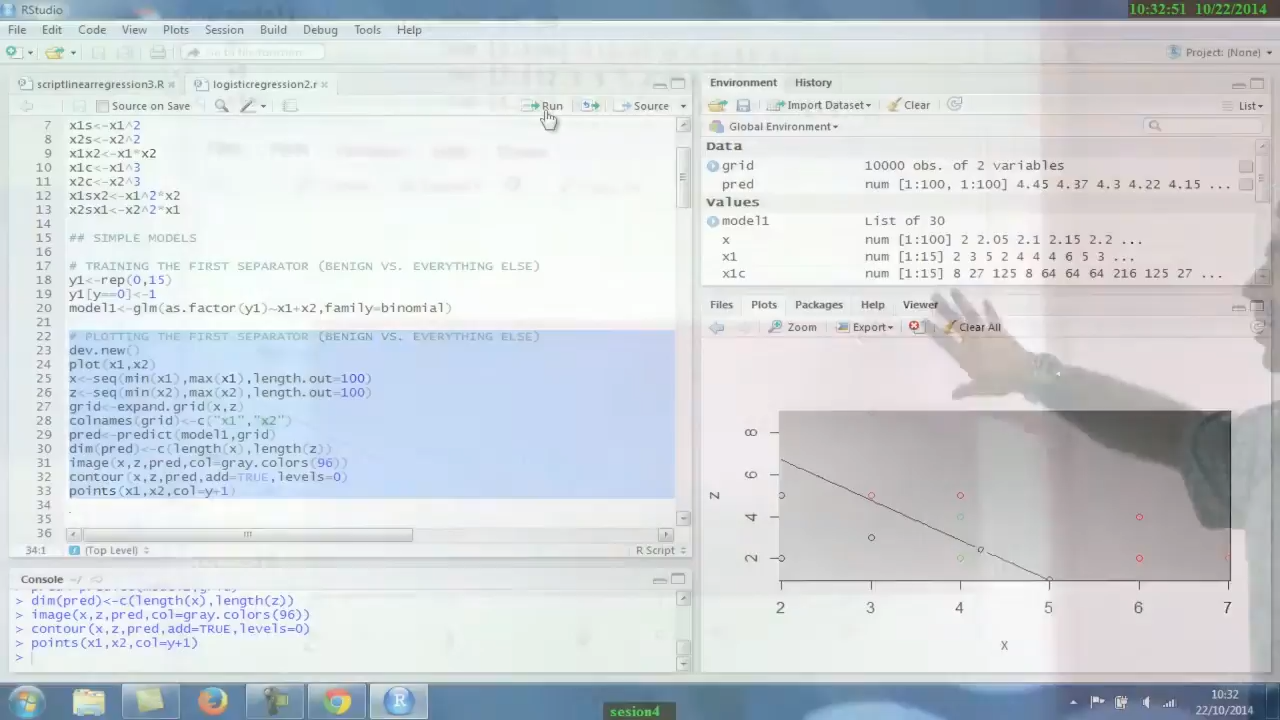 RStudio
10:32:51 10/22/2014
File Edit Code View Plots Session Build Debug Tools Help
Go to file/function
Project: (None)
scriptlinearregression3.R
logisticregression2.r
Source on Save
Run
Source
7 x1s<-x1^2
8 x2s<-x2^2
9 x1x2<-x1*x2
10 x1c<-x1^3
11 x2c<-x2^3
12 x1sx2<-x1^2*x2
13 x2sx1<-x2^2*x1
14
15 ## SIMPLE MODELS
16
17 # TRAINING THE FIRST SEPARATOR (BENIGN VS. EVERYTHING ELSE)
18 y1<-rep(0,15)
19 y1[y==0]<-1
20 model1<-glm(as.factor(y1)~x1+x2,family=binomial)
21
22 # PLOTTING THE FIRST SEPARATOR (BENIGN VS. EVERYTHING ELSE)
23 dev.new()
24 plot(x1,x2)
25 x<-seq(min(x1),max(x1),length.out=100)
26 z<-seq(min(x2),max(x2),length.out=100)
27 grid<-expand.grid(x,z)
28 colnames(grid)<-c("x1","x2")
29 pred<-predict(model1,grid)
30 dim(pred)<-c(length(x),length(z))
31 image(x,z,pred,col=gray.colors(96))
32 contour(x,z,pred,add=TRUE,levels=0)
33 points(x1,x2,col=y+1)
34
35
36
34:1 (Top Level) R Script
Console ~/
> dim(pred)<-c(length(x),length(z))
> image(x,z,pred,col=gray.colors(96))
> contour(x,z,pred,add=TRUE,levels=0)
> points(x1,x2,col=y+1)
>
Environment History
Import Dataset Clear List
Global Environment
Data
grid 10000 obs. of 2 variables
pred num [1:100, 1:100] 4.45 4.37 4.3 4.22 4.15 ...
Values
model1 List of 30
x num [1:100] 2 2.05 2.1 2.15 2.2 ...
x1 num [1:15] 2 3 5 2 4 4 4 6 5 3 ...
x1c num [1:15] 8 27 125 8 64 64 64 216 125 27 ...
Files Plots Packages Help Viewer
Zoom Export Clear All
8
6
4
2
z
0
2 3 4 5 6 7
x
10:32
22/10/2014
sesion4